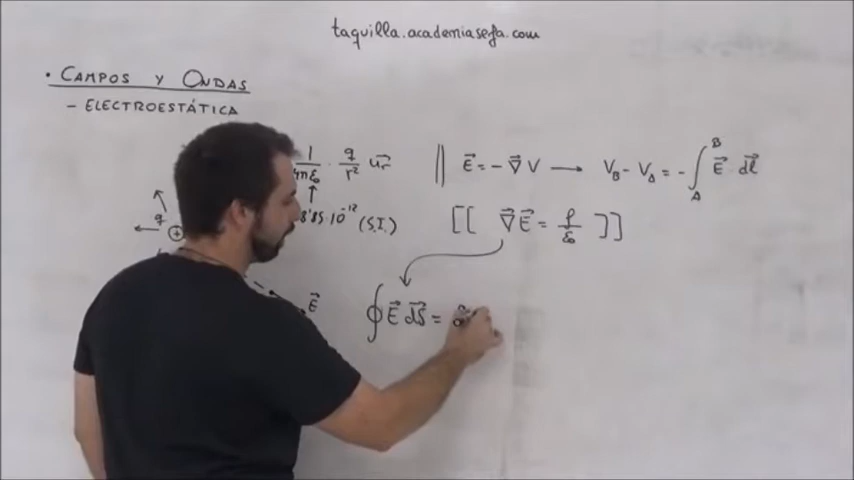 taquilla.academiasefa.com
• CAMPOS Y ONDAS
- ELECTROESTÁTICA
1/4πε₀ · q/r² u⃗r || E⃗ = -∇⃗V → V_B - V_A = -∫_A^B E⃗ · dl⃗
8'85·10⁻¹² (S.I.) [[ ∇⃗E⃗ = ρ/ε₀ ]]
q +
E⃗ ∮E⃗ dS⃗ =